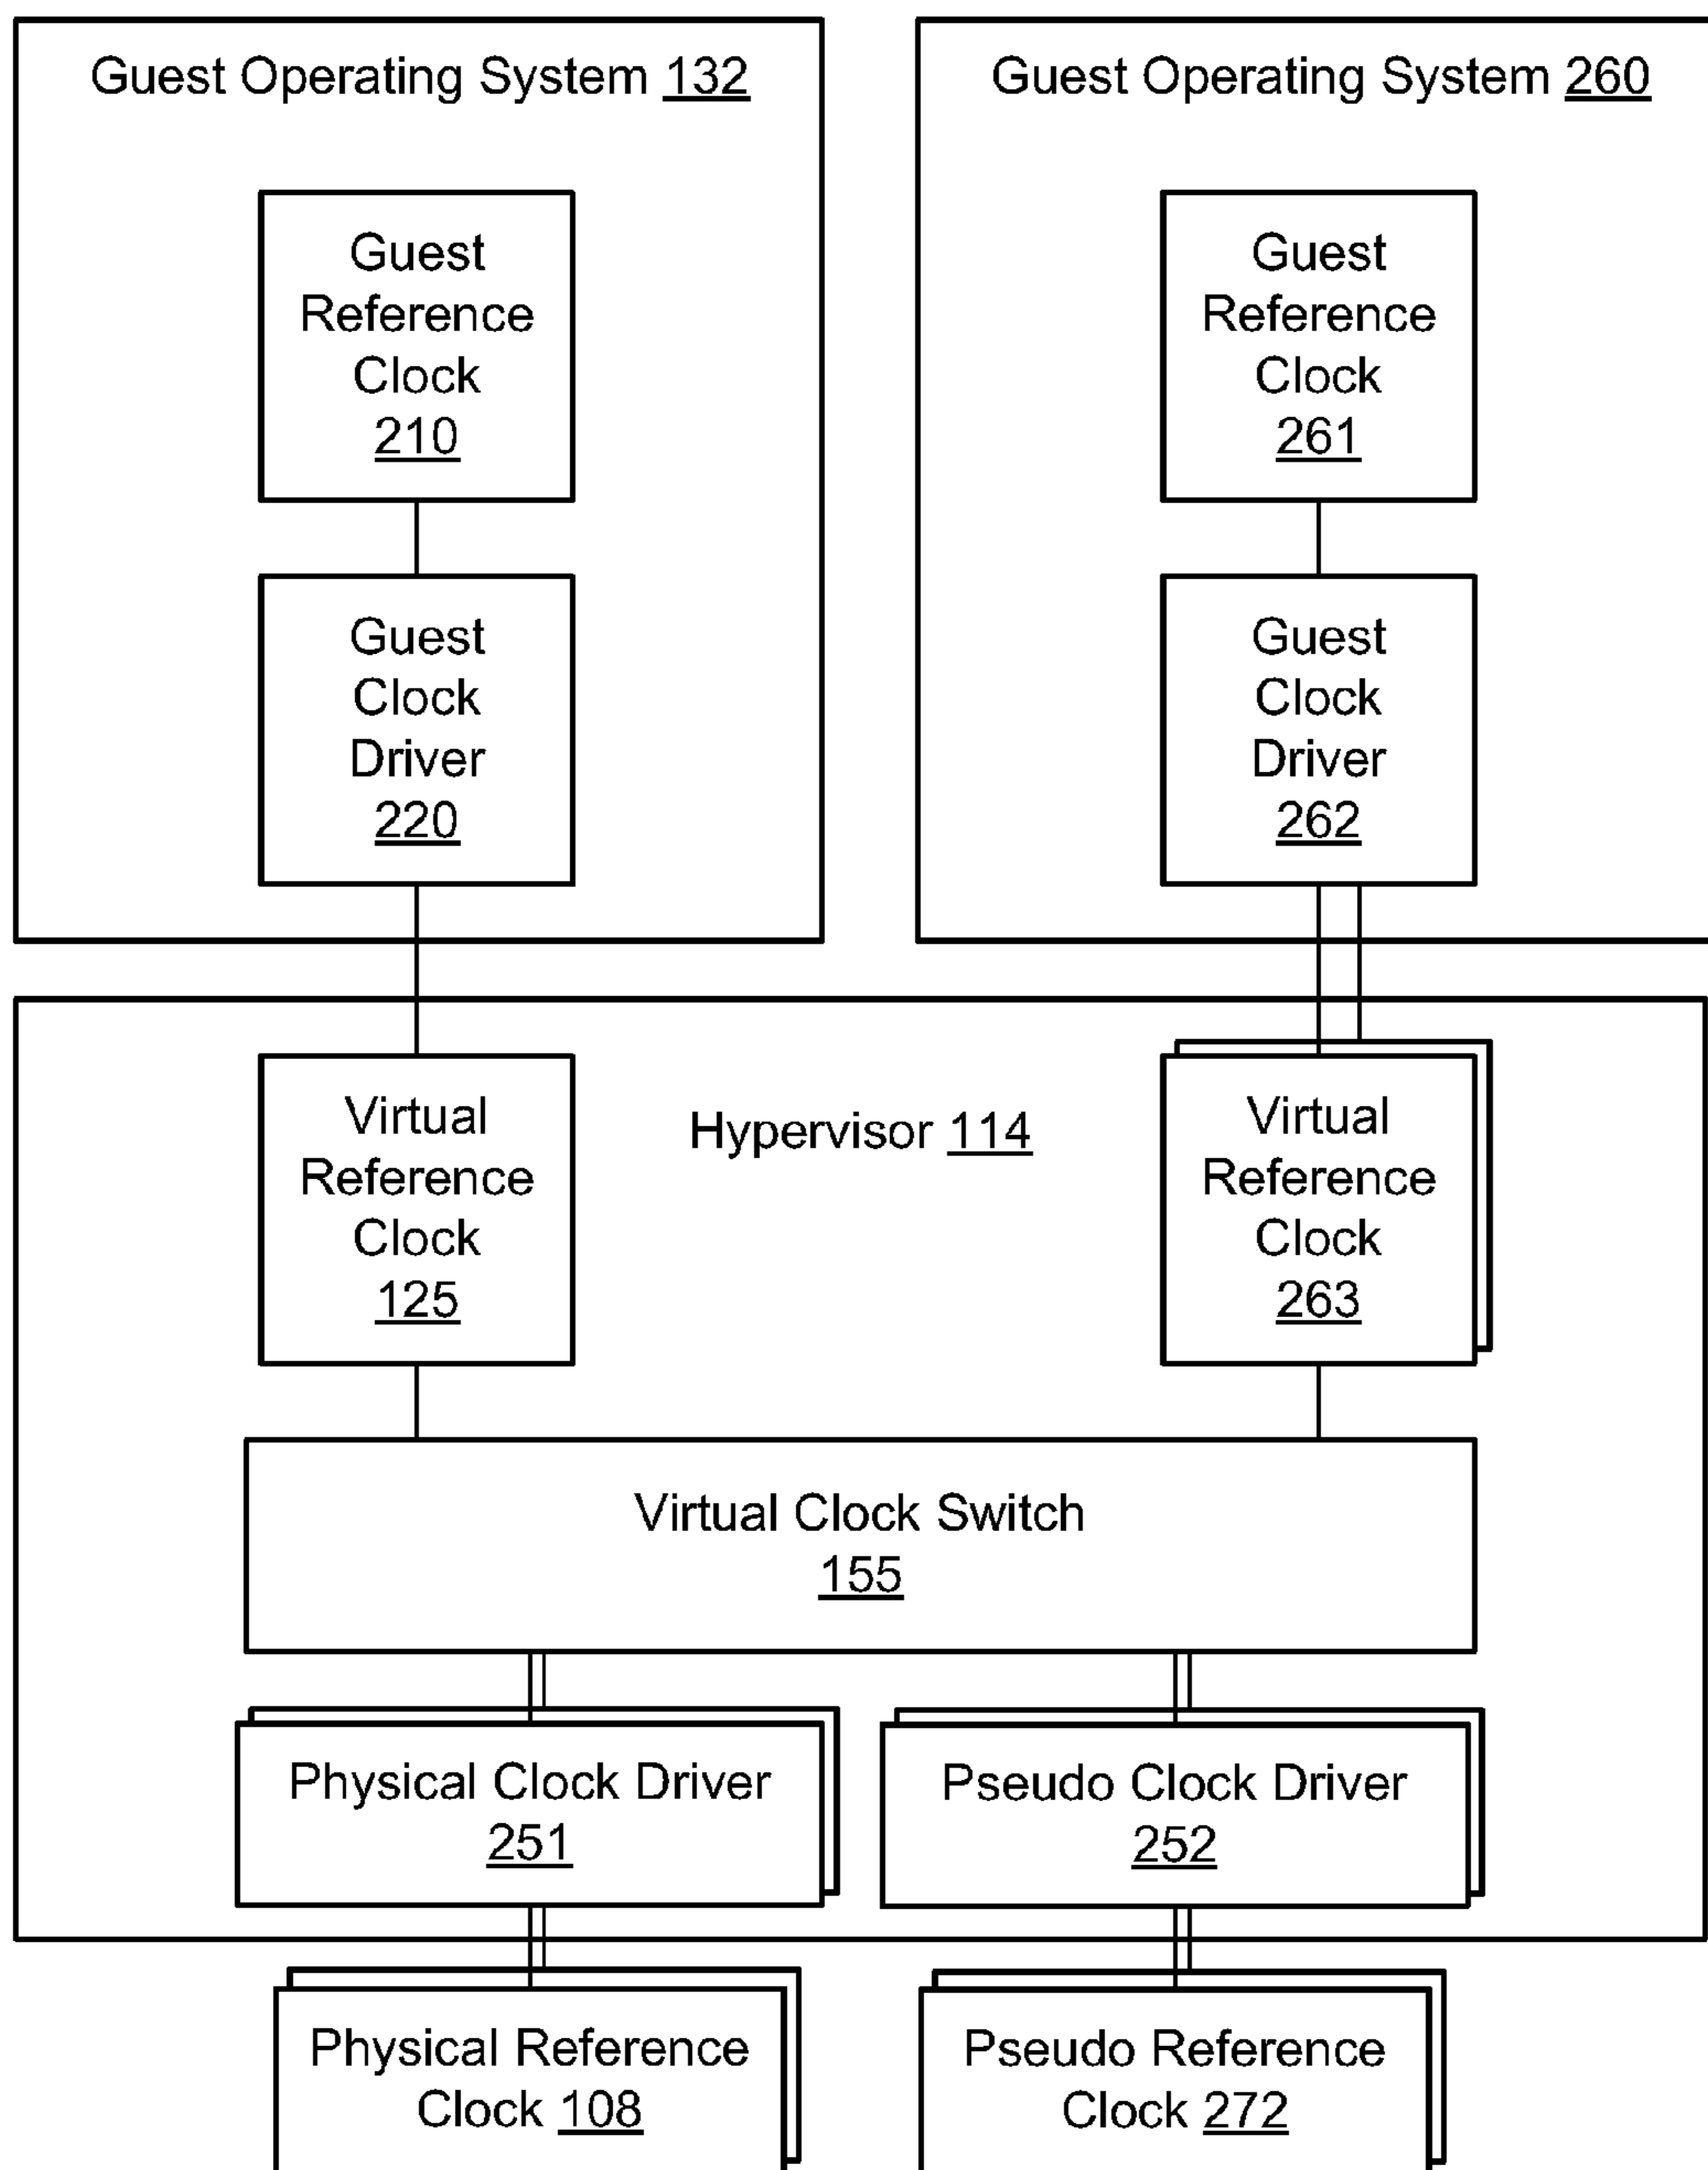 Guest Operating System 132
Guest
Reference
Clock
210
Guest
Clock
Driver
220
Guest Operating System 260
Guest
Reference
Clock
261
Guest
Clock
Driver
262
Hypervisor 114
Virtual
Reference
Clock
125
Virtual
Reference
Clock
263
Virtual Clock Switch
155
Physical Clock Driver
251
Pseudo Clock Driver
252
Physical Reference
Clock 108
Pseudo Reference
Clock 272